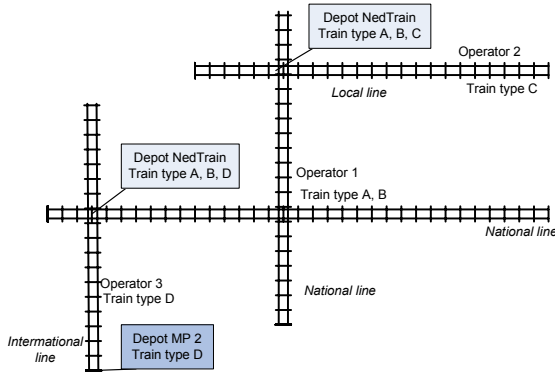 Depot NedTrain
Train type A, B, C
Operator 2
Local line
Train type C
Depot NedTrain
Train type A, B, D
Operator 1
Train type A, B
National line
Operator 3
Train type D
National line
Intermational
line
Depot MP 2
Train type D